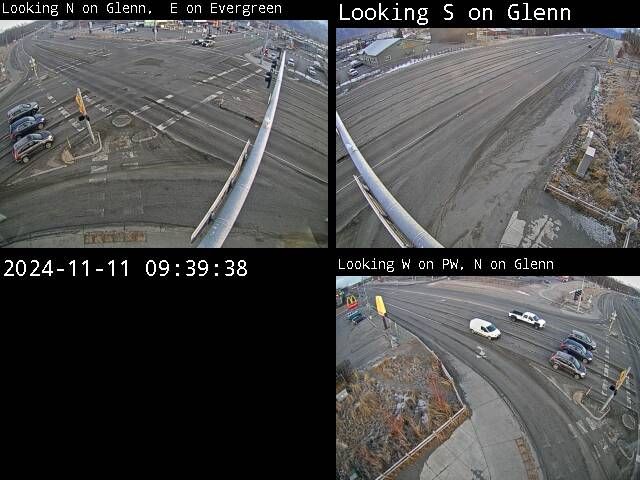 Looking N on Glenn,  E on Evergreen
Looking S on Glenn
2024-11-11 09:39:38
Looking W on PW, N on Glenn